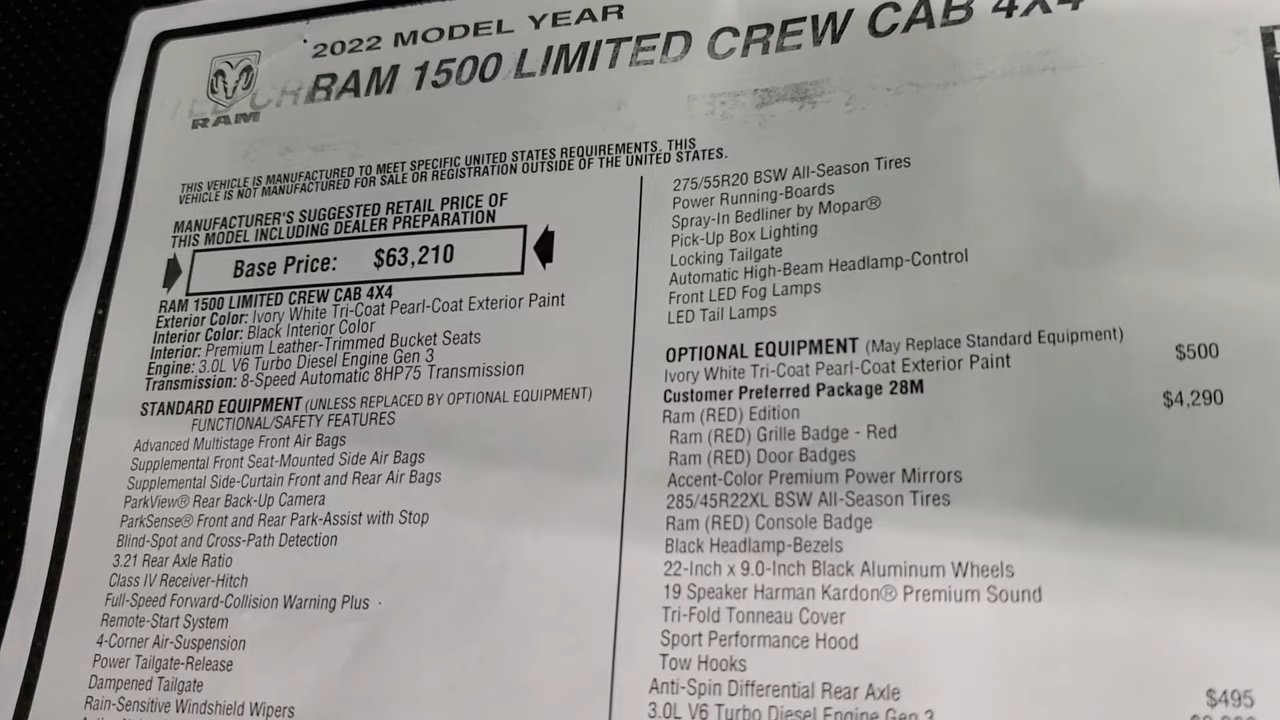 2022 MODEL YEAR
RAM 1500 LIMITED CREW CAB 4X4
RAM
THIS VEHICLE IS MANUFACTURED TO MEET SPECIFIC UNITED STATES REQUIREMENTS. THIS
VEHICLE IS NOT MANUFACTURED FOR SALE OR REGISTRATION OUTSIDE OF THE UNITED STATES.
MANUFACTURER'S SUGGESTED RETAIL PRICE OF
THIS MODEL INCLUDING DEALER PREPARATION
Base Price: $63,210
RAM 1500 LIMITED CREW CAB 4X4
Exterior Color: Ivory White Tri-Coat Pearl-Coat Exterior Paint
Interior Color: Black Interior Color
Interior: Premium Leather-Trimmed Bucket Seats
Engine: 3.0L V6 Turbo Diesel Engine Gen 3
Transmission: 8-Speed Automatic 8HP75 Transmission
STANDARD EQUIPMENT (UNLESS REPLACED BY OPTIONAL EQUIPMENT)
FUNCTIONAL/SAFETY FEATURES
Advanced Multistage Front Air Bags
Supplemental Front Seat-Mounted Side Air Bags
Supplemental Side-Curtain Front and Rear Air Bags
ParkView® Rear Back-Up Camera
ParkSense® Front and Rear Park-Assist with Stop
Blind-Spot and Cross-Path Detection
3.21 Rear Axle Ratio
Class IV Receiver-Hitch
Full-Speed Forward-Collision Warning Plus
Remote-Start System
4-Corner Air-Suspension
Power Tailgate-Release
Dampened Tailgate
Rain-Sensitive Windshield Wipers
275/55R20 BSW All-Season Tires
Power Running-Boards
Spray-In Bedliner by Mopar®
Pick-Up Box Lighting
Locking Tailgate
Automatic High-Beam Headlamp-Control
Front LED Fog Lamps
LED Tail Lamps
OPTIONAL EQUIPMENT (May Replace Standard Equipment)
Ivory White Tri-Coat Pearl-Coat Exterior Paint $500
Customer Preferred Package 28M
Ram (RED) Edition $4,290
Ram (RED) Grille Badge - Red
Ram (RED) Door Badges
Accent-Color Premium Power Mirrors
285/45R22XL BSW All-Season Tires
Ram (RED) Console Badge
Black Headlamp-Bezels
22-Inch x 9.0-Inch Black Aluminum Wheels
19 Speaker Harman Kardon® Premium Sound
Tri-Fold Tonneau Cover
Sport Performance Hood
Tow Hooks
Anti-Spin Differential Rear Axle $495
3.0L V6 Turbo Diesel Engine Gen 3